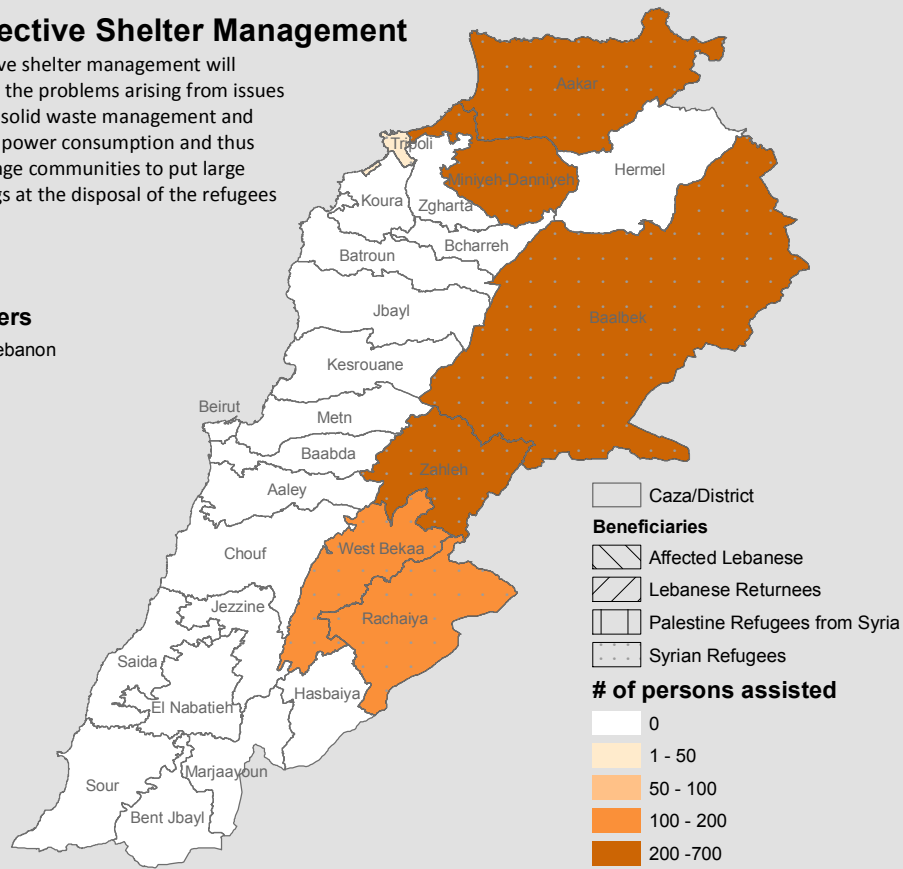 ective Shelter Management
ve shelter management will
the problems arising from issues
solid waste management and
power consumption and thus
age communities to put large
gs at the disposal of the refugees
ers
ebanon
Aakar
Tripoli
Miniyeh-Danniyeh
Hermel
Koura
Zgharta
Bcharreh
Batroun
Jbayl
Baalbek
Kesrouane
Beirut
Metn
Baabda
Zahleh
Aaley
Chouf
West Bekaa
Jezzine
Rachaiya
Saida
El Nabatieh
Hasbaiya
Marjaayoun
Sour
Bent Jbayl
Caza/District
Beneficiaries
Affected Lebanese
Lebanese Returnees
Palestine Refugees from Syria
Syrian Refugees
# of persons assisted
0
1 - 50
50 - 100
100 - 200
200 -700